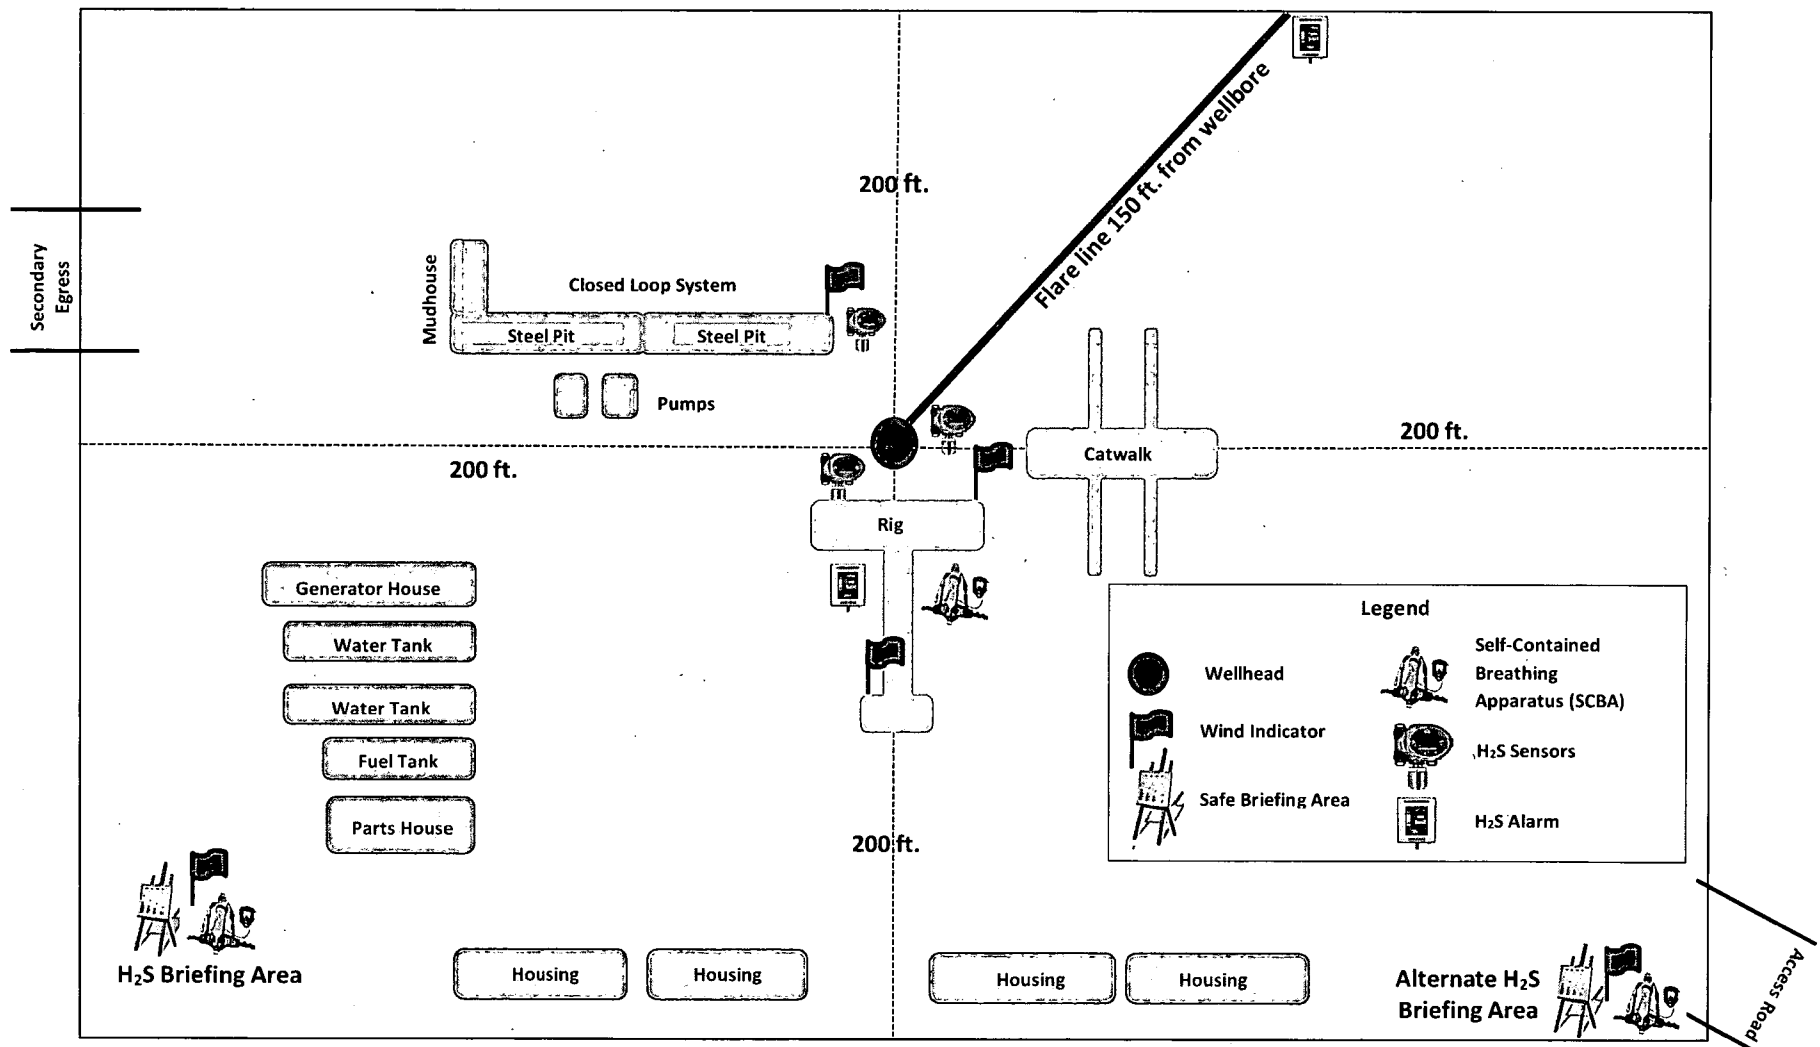 200 ft.
Flare line 150 ft. from wellbore
Secondary
Egress
Mudhouse
Closed Loop System
Steel Pit
Steel Pit
Pumps
200 ft.
200 ft.
Catwalk
Rig
Generator House
Water Tank
Water Tank
Fuel Tank
Parts House
Legend
Wellhead
Wind Indicator
Safe Briefing Area
Self-Contained
Breathing
Apparatus (SCBA)
H₂S Sensors
H₂S Alarm
200 ft.
H₂S Briefing Area
Housing
Housing
Housing
Housing
Alternate H₂S
Briefing Area
Access Road